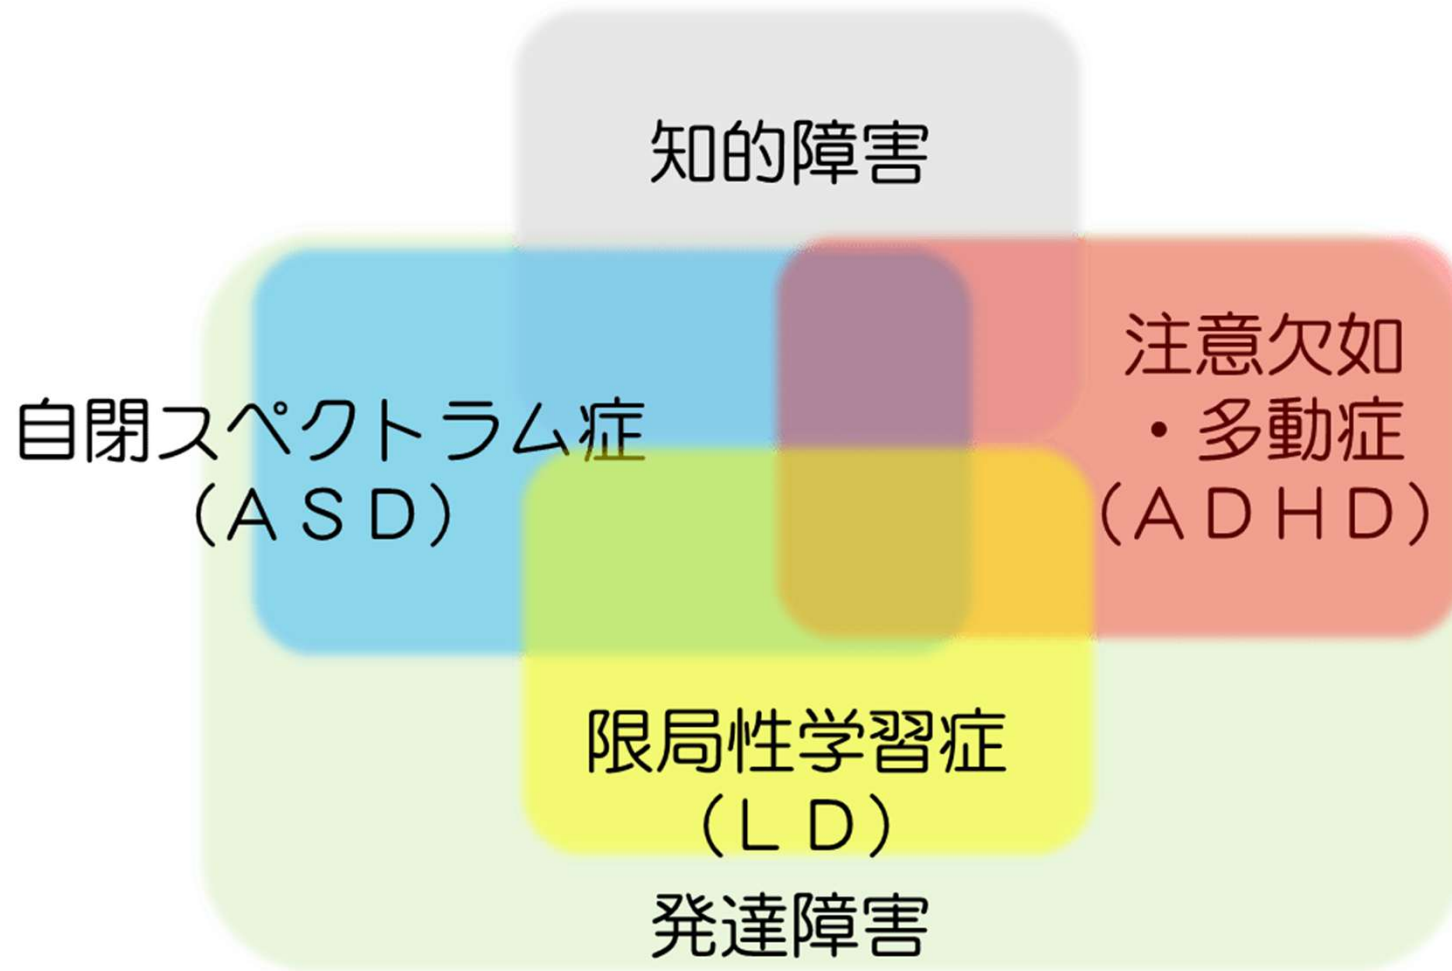 知的障害
自閉スペクトラム症
（ＡＳＤ）
注意欠如
・多動症
（ＡＤＨＤ）
限局性学習症
（ＬＤ）
発達障害